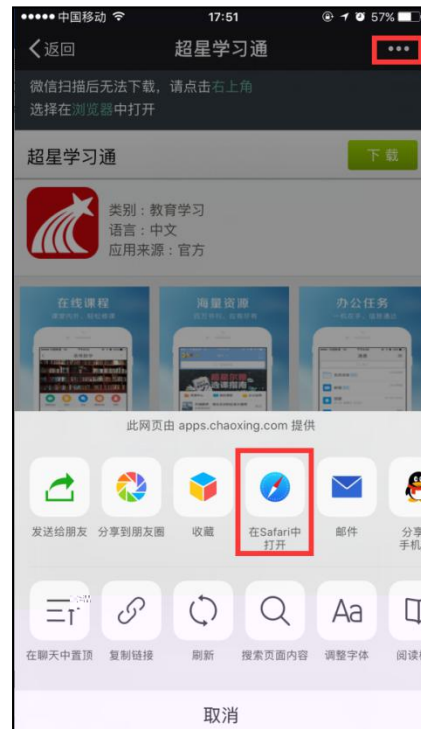 中国移动 17:51 57%
返回 超星学习通
微信扫描后无法下载，请点击右上角
选择在浏览器中打开
超星学习通 下载
类别：教育学习
语言：中文
应用来源：官方
在线课程 海量资源 办公任务
此网页由 apps.chaoxing.com 提供
发送给朋友 分享到朋友圈 收藏 在Safari中 邮件 分享
打开 手机
在聊天中置顶 复制链接 刷新 搜索页面内容 调整字体 阅读
Aa
取消